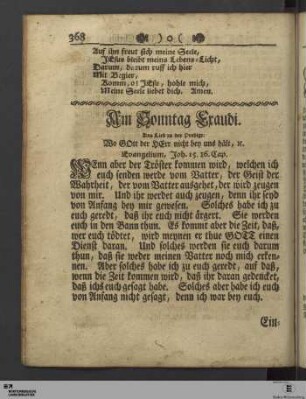 368 )o(
Auf ihn freut sich meine Seele,
JEsus bleibt meine Lebens-Licht,
Darum, darum ruff ich hier
Mit Begier,
Komm, o! JEsu, hohle mich,
Meine Seele liebet dich. Amen.
Am Sonntag Exaudi.
Das Lied vor der Predigt:
Wo GOtt der HErr nicht bey uns hält, ꝛc.
Evangelium, Joh. 15. 16. Cap.
WEnn aber der Tröster kommen wird, welchen ich
euch senden werde vom Vatter, der Geist der
Wahrheit, der vom Vatter ausgehet, der wird zeugen
von mir. Und ihr werdet auch zeugen, denn ihr seyd
von Anfang bey mir gewesen. Solches habe ich zu
euch geredt, daß ihr euch nicht ärgert. Sie werden
euch in den Bann thun. Es kommt aber die Zeit, daß,
wer euch tödtet, wird meynen er thue GOTT einen
Dienst daran. Und solches werden sie euch darum
thun, daß sie weder meinen Vatter noch mich erken-
nen. Aber solches habe ich zu euch geredt, auf daß,
wenn die Zeit kommen wird, daß ihr daran gedencket,
daß ichs euch gesagt habe. Solches aber habe ich euch
von Anfang nicht gesagt, denn ich war bey euch.
Ein-